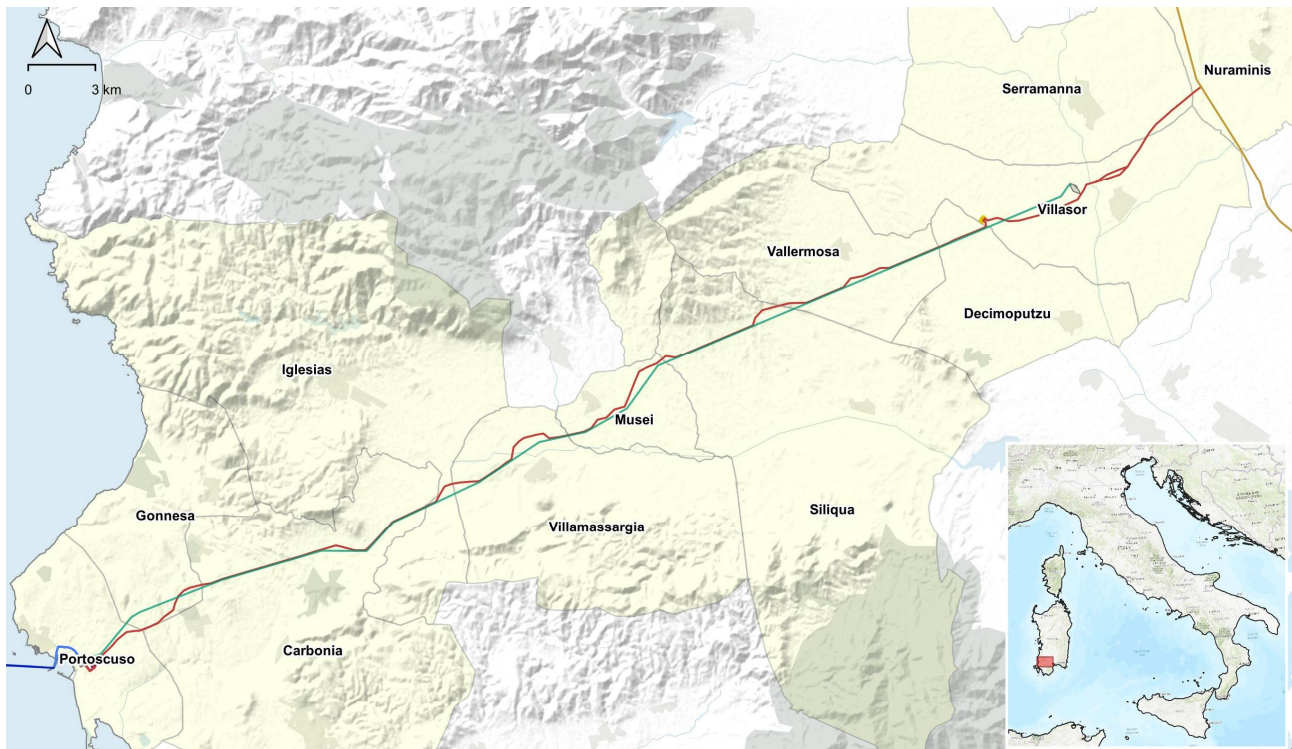 0 3 km
Nuraminis
Serramanna
Villasor
Vallermosa
Decimoputzu
Iglesias
Musei
Gonnesa
Siliqua
Villamassargia
Carbonia
Portoscuso